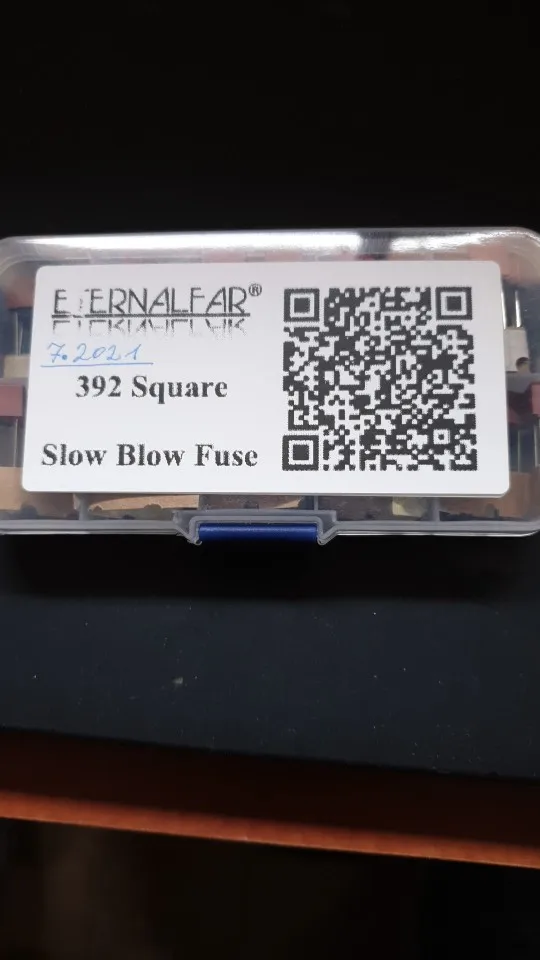 ETERNALFAR®
7.2021
392 Square
Slow Blow Fuse